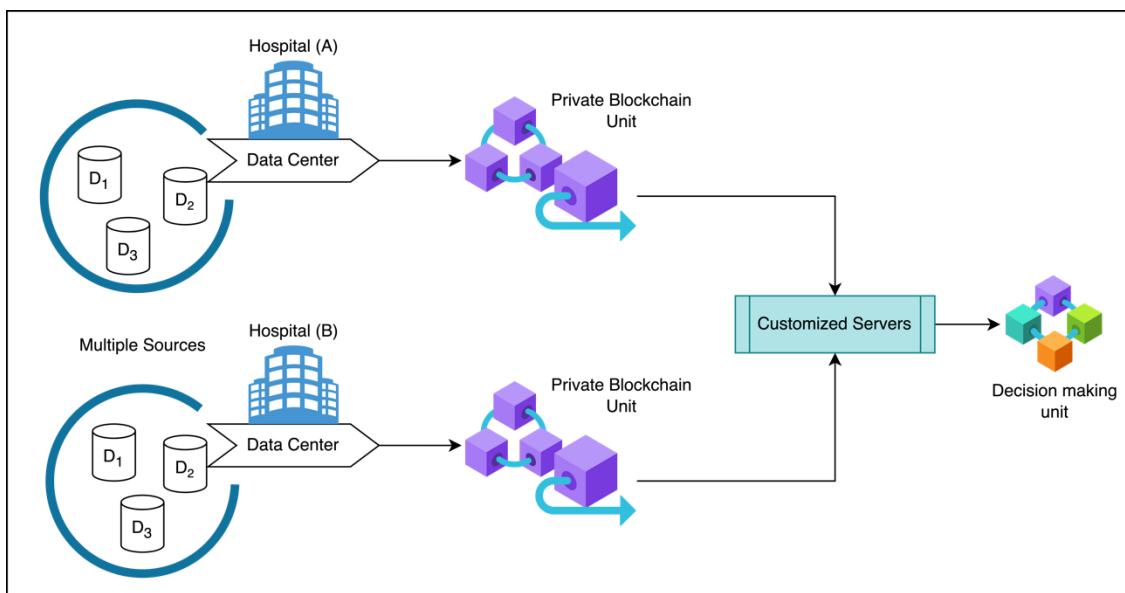 Hospital (A)
Data Center
D1
D2
D3
Private Blockchain
Unit
Multiple Sources
Hospital (B)
Data Center
D1
D2
D3
Private Blockchain
Unit
Customized Servers
Decision making
unit